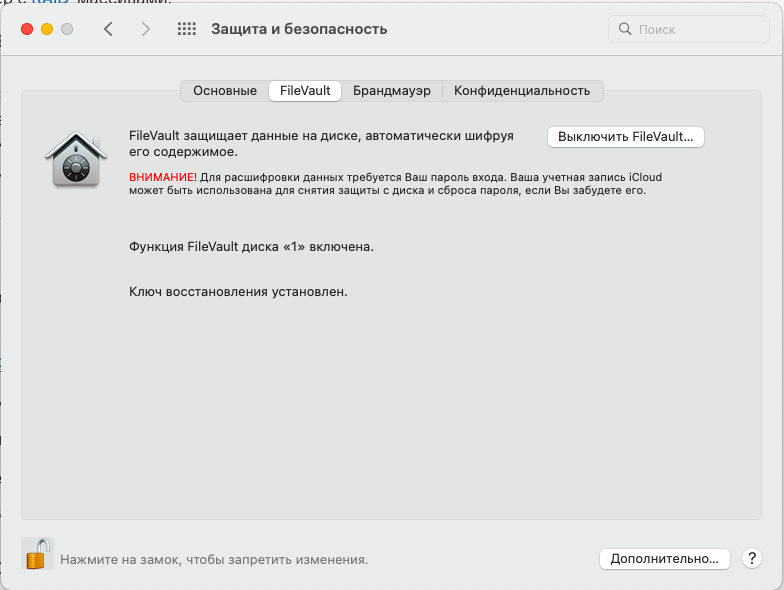 Защита и безопасность
Поиск
Основные
FileVault
Брандмауэр
Конфиденциальность
FileVault защищает данные на диске, автоматически шифруя
его содержимое.
Выключить FileVault...
ВНИМАНИЕ! Для расшифровки данных требуется Ваш пароль входа. Ваша учетная запись iCloud
может быть использована для снятия защиты с диска и сброса пароля, если Вы забудете его.
Функция FileVault диска «1» включена.
Ключ восстановления установлен.
Нажмите на замок, чтобы запретить изменения.
Дополнительно...
?